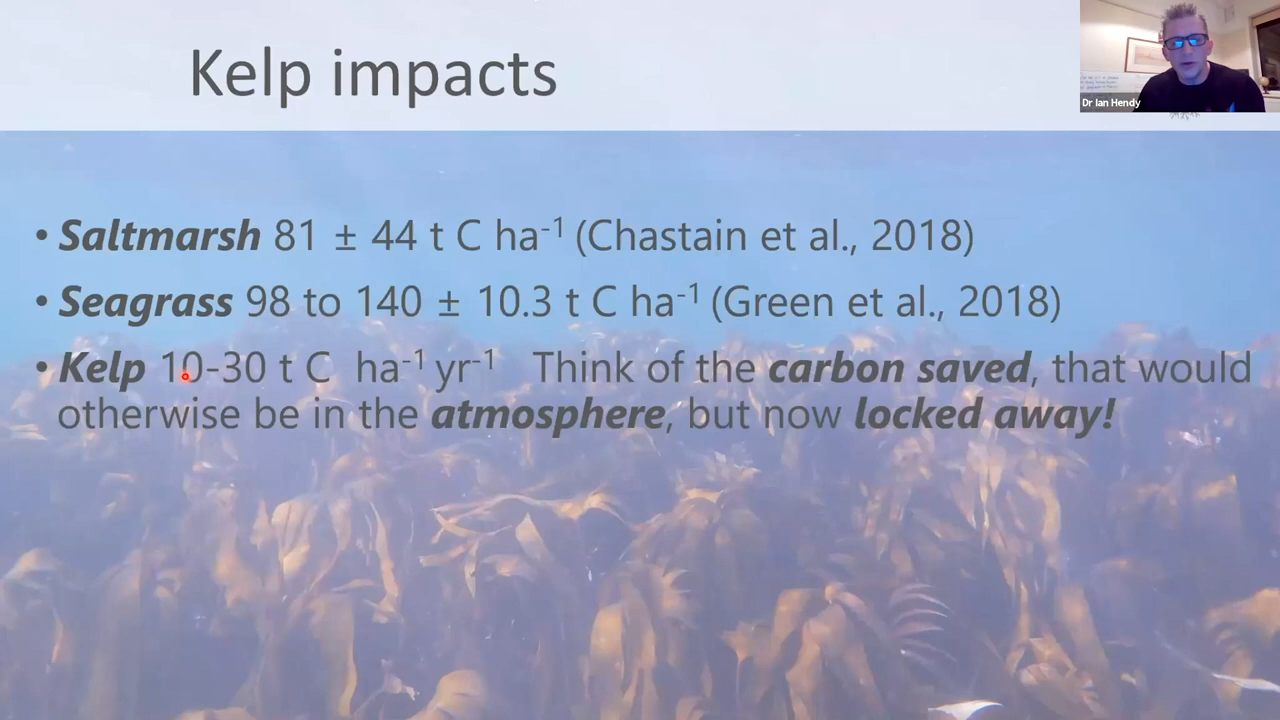 Kelp impacts
Dr Ian Hendy
• Saltmarsh 81 ± 44 t C ha⁻¹ (Chastain et al., 2018)
• Seagrass 98 to 140 ± 10.3 t C ha⁻¹ (Green et al., 2018)
• Kelp 10-30 t C ha⁻¹ yr⁻¹ Think of the carbon saved, that would
otherwise be in the atmosphere, but now locked away!